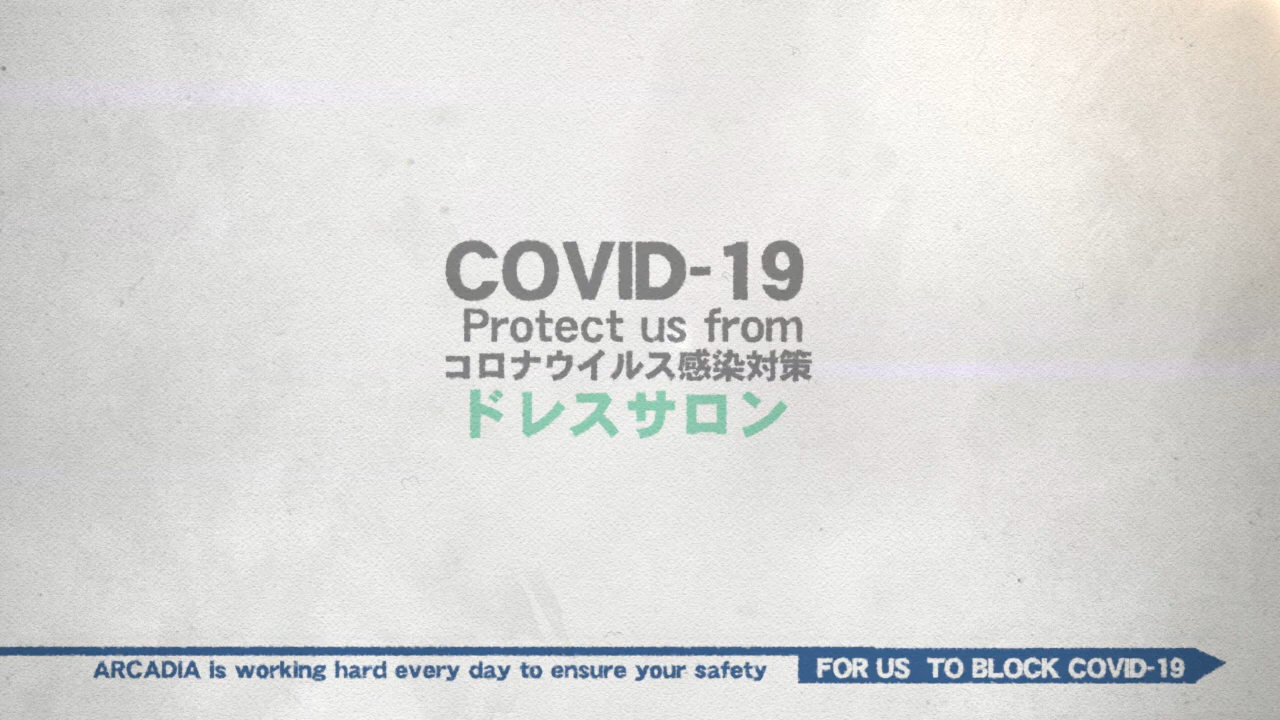 COVID-19
Protect us from
コロナウイルス感染対策
ドレスサロン
ARCADIA is working hard every day to ensure your safety
FOR US TO BLOCK COVID-19